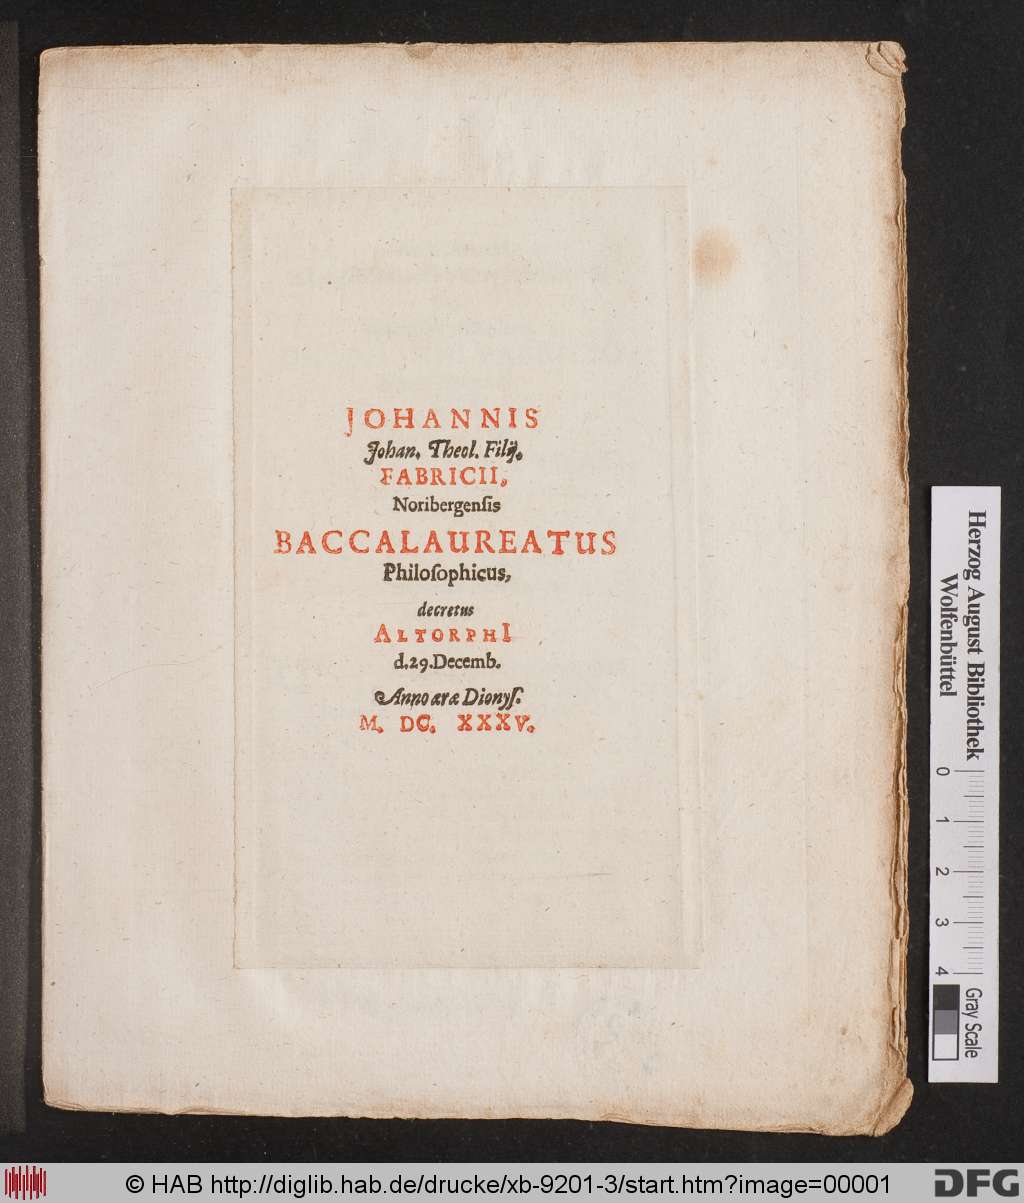 JOHANNIS
Johan. Theol. Filij.
FABRICII,
Noribergenſis
BACCALAUREATUS
Philoſophicus,
decretus
ALTORPHI
d.29.Decemb.
Anno æræ Dionyſ.
M. DC. XXXV.
Herzog August Bibliothek
Wolfenbüttel
0 1 2 3 4
Gray Scale
© HAB http://diglib.hab.de/drucke/xb-9201-3/start.htm?image=00001
DFG